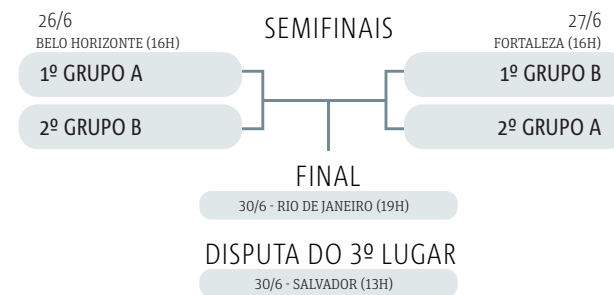 26/6
BELO HORIZONTE (16H)
SEMIFINAIS
27/6
FORTALEZA (16H)
1º GRUPO A
1º GRUPO B
2º GRUPO B
2º GRUPO A
FINAL
30/6 - RIO DE JANEIRO (19H)
DISPUTA DO 3º LUGAR
30/6 - SALVADOR (13H)